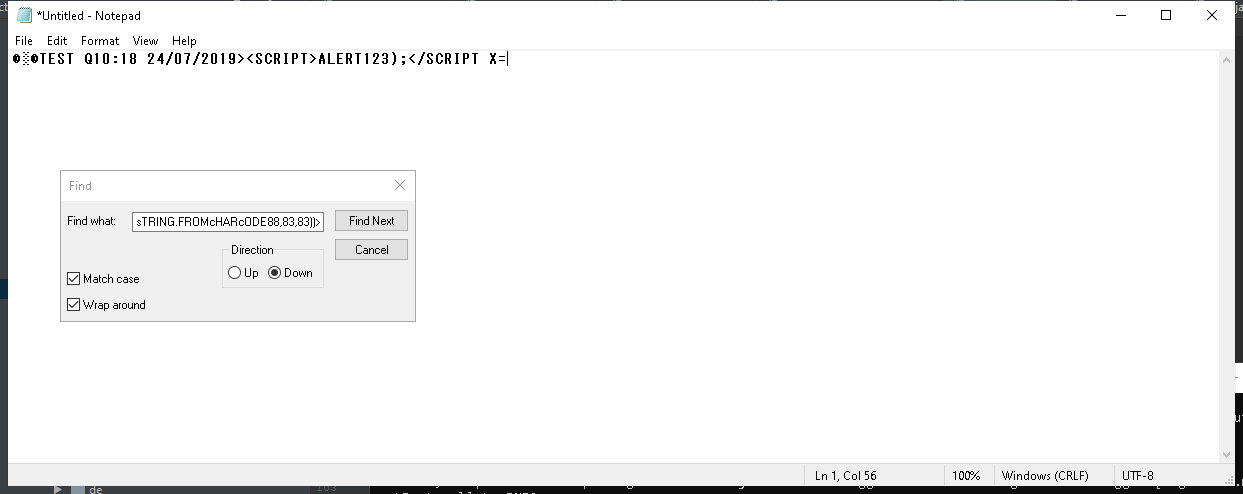 *Untitled - Notepad
File Edit Format View Help
TEST Q10:18 24/07/2019><SCRIPT>ALERT123);</SCRIPT X=
Find
Find what: sTRING.FROMcHARcODE88,83,83))> Find Next
Direction Cancel
Up Down
Match case
Wrap around
Ln 1, Col 56 100% Windows (CRLF) UTF-8
de 103